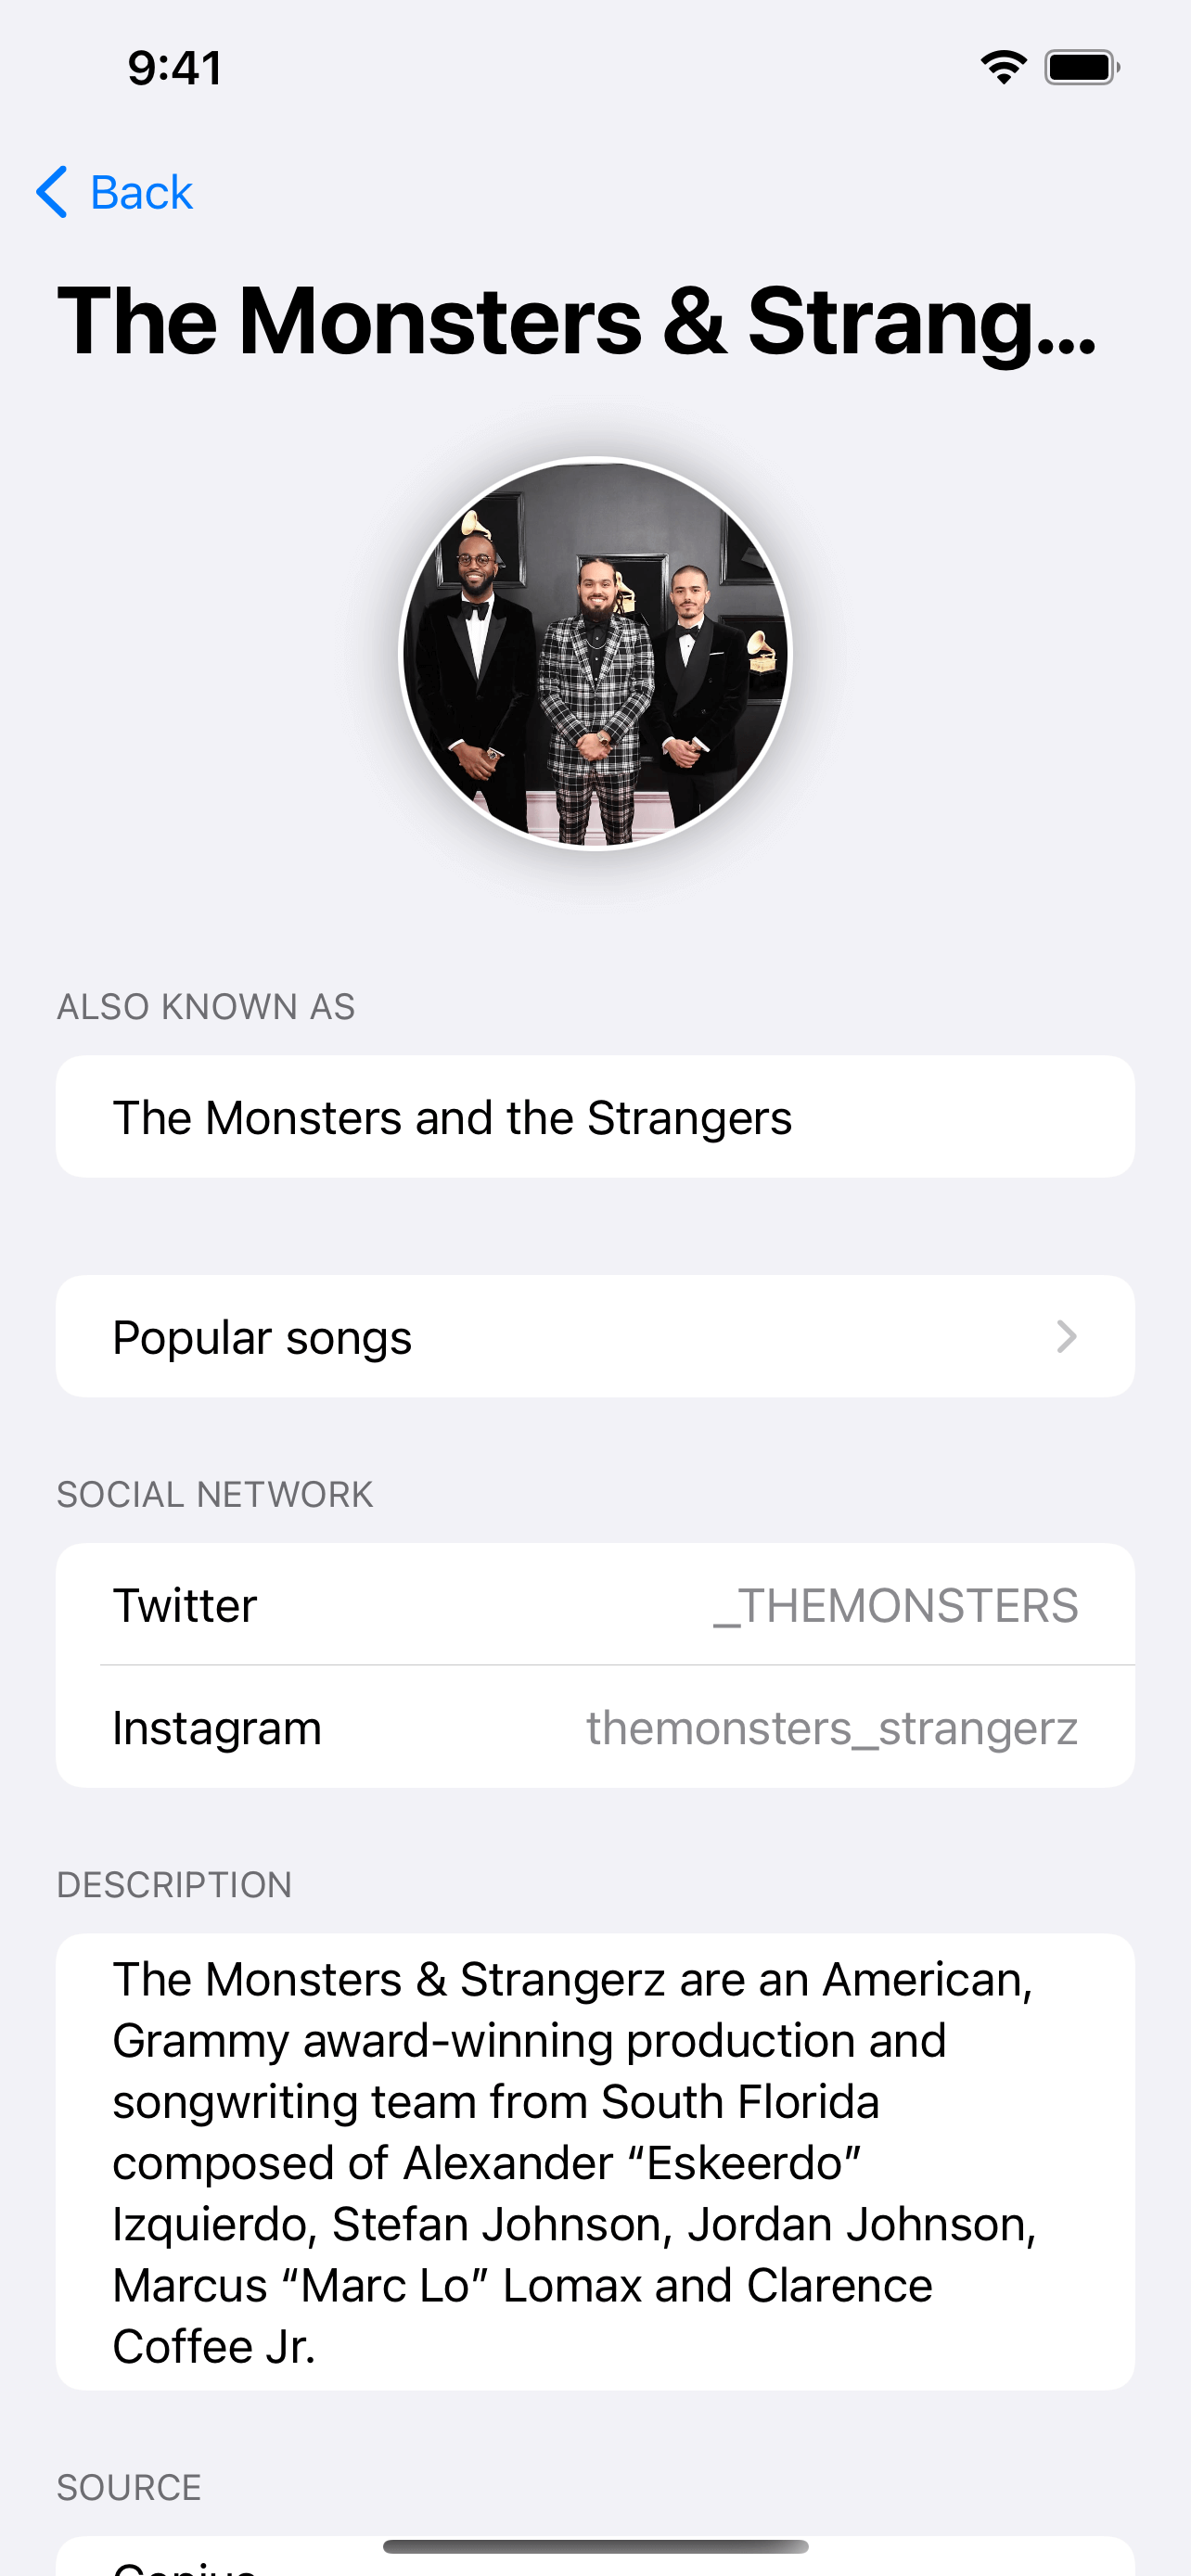 9:41
Back
The Monsters & Strang...
ALSO KNOWN AS
The Monsters and the Strangers
Popular songs
SOCIAL NETWORK
Twitter _THEMONSTERS
Instagram themonsters_strangerz
DESCRIPTION
The Monsters & Strangerz are an American,
Grammy award-winning production and
songwriting team from South Florida
composed of Alexander “Eskeerdo”
Izquierdo, Stefan Johnson, Jordan Johnson,
Marcus “Marc Lo” Lomax and Clarence
Coffee Jr.
SOURCE
Genius